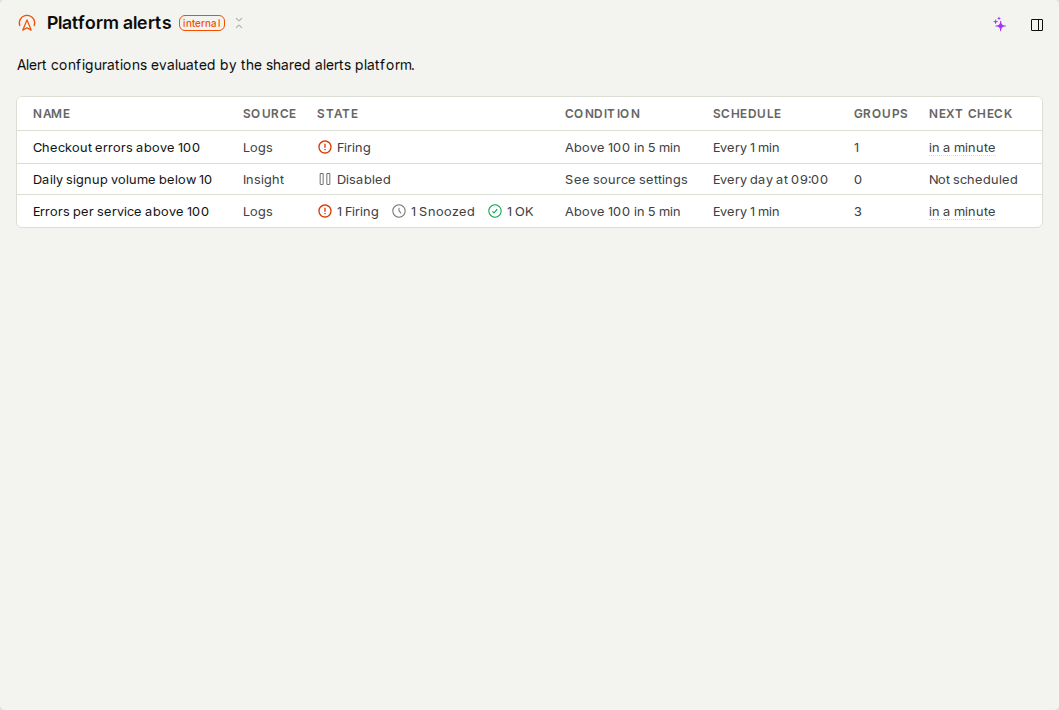 Platform alerts internal
Alert configurations evaluated by the shared alerts platform.
NAME SOURCE STATE CONDITION SCHEDULE GROUPS NEXT CHECK
Checkout errors above 100 Logs Firing Above 100 in 5 min Every 1 min 1 in a minute
Daily signup volume below 10 Insight Disabled See source settings Every day at 09:00 0 Not scheduled
Errors per service above 100 Logs 1 Firing 1 Snoozed 1 OK Above 100 in 5 min Every 1 min 3 in a minute